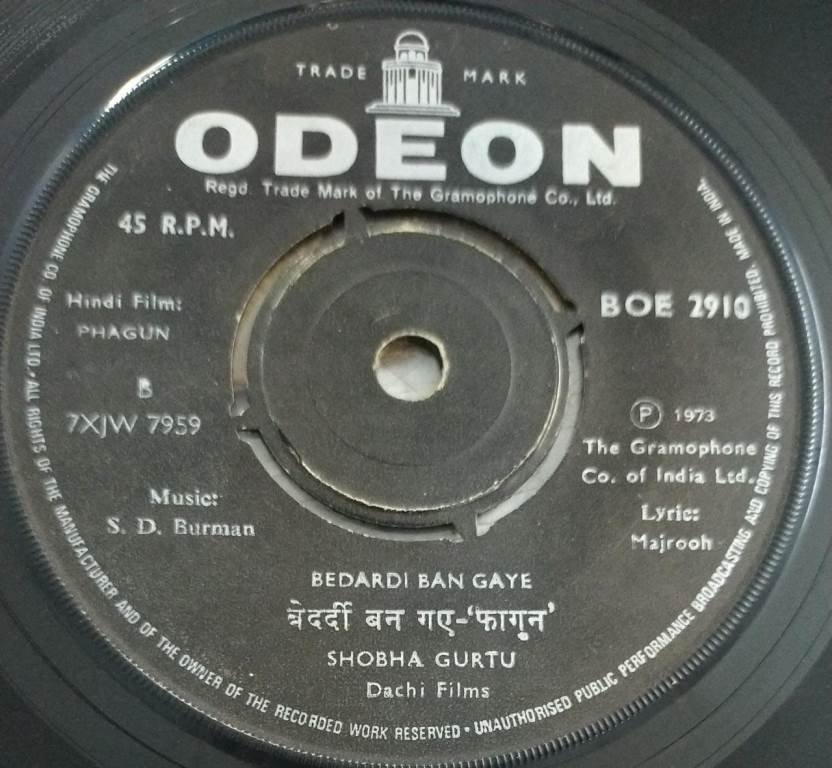 TRADE MARK
ODEON
Regd. Trade Mark of The Gramophone Co., Ltd.
45 R.P.M.
Hindi Film:
PHAGUN
BOE 2910
B
7XJW 7959
Ⓟ 1973
The Gramophone
Co. of India Ltd.
Music:
S. D. Burman
Lyric:
Majrooh
BEDARDI BAN GAYE
बेदर्दी बन गए-'फागुन'
SHOBHA GURTU
Dachi Films
THE GRAMOPHONE CO OF INDIA LTD • ALL RIGHTS OF THE MANUFACTURER AND OF THE OWNER OF THE RECORDED WORK RESERVED • UNAUTHORISED PUBLIC PERFORMANCE BROADCASTING AND COPYING OF THIS RECORD PROHIBITED. MADE IN INDIA.